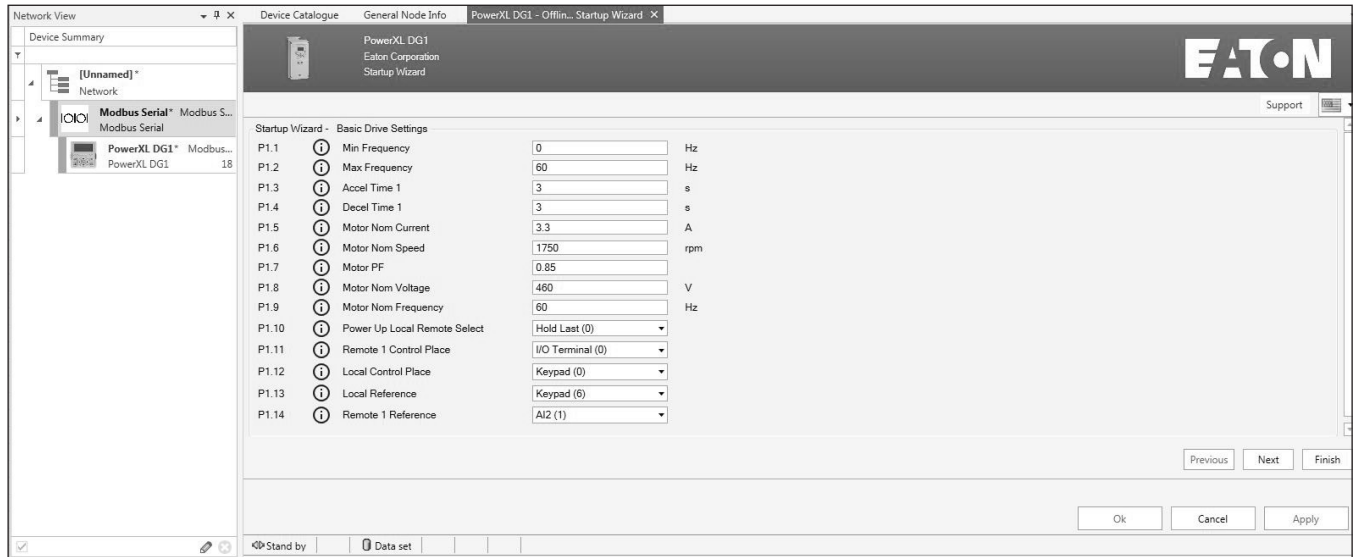 Network View
Device Summary
[Unnamed]*
Network
Modbus Serial* Modbus S...
Modbus Serial
PowerXL DG1* Modbus...
PowerXL DG1 18
Device Catalogue General Node Info PowerXL DG1 - Offlin... Startup Wizard X
PowerXL DG1
Eaton Corporation
Startup Wizard
EATON
Support
Startup Wizard - Basic Drive Settings
P1.1 Min Frequency 0 Hz
P1.2 Max Frequency 60 Hz
P1.3 Accel Time 1 3 s
P1.4 Decel Time 1 3 s
P1.5 Motor Nom Current 3.3 A
P1.6 Motor Nom Speed 1750 rpm
P1.7 Motor PF 0.85
P1.8 Motor Nom Voltage 460 V
P1.9 Motor Nom Frequency 60 Hz
P1.10 Power Up Local Remote Select Hold Last (0)
P1.11 Remote 1 Control Place I/O Terminal (0)
P1.12 Local Control Place Keypad (0)
P1.13 Local Reference Keypad (6)
P1.14 Remote 1 Reference AI2 (1)
Previous Next Finish
Ok Cancel Apply
Stand by Data set